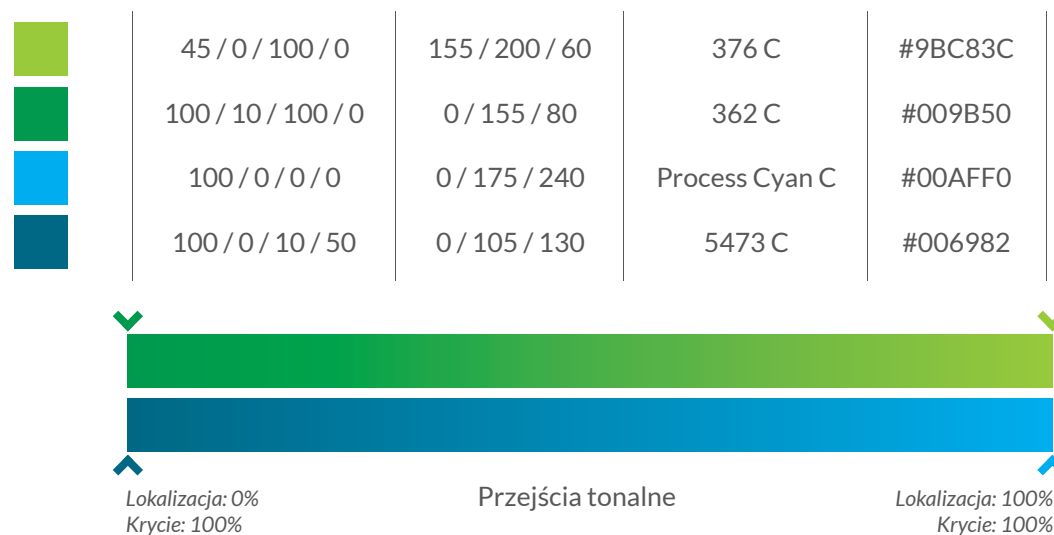 45 / 0 / 100 / 0 155 / 200 / 60 376 C #9BC83C
100 / 10 / 100 / 0 0 / 155 / 80 362 C #009B50
100 / 0 / 0 / 0 0 / 175 / 240 Process Cyan C #00AFF0
100 / 0 / 10 / 50 0 / 105 / 130 5473 C #006982
Lokalizacja: 0% Przejścia tonalne Lokalizacja: 100%
Krycie: 100% Krycie: 100%